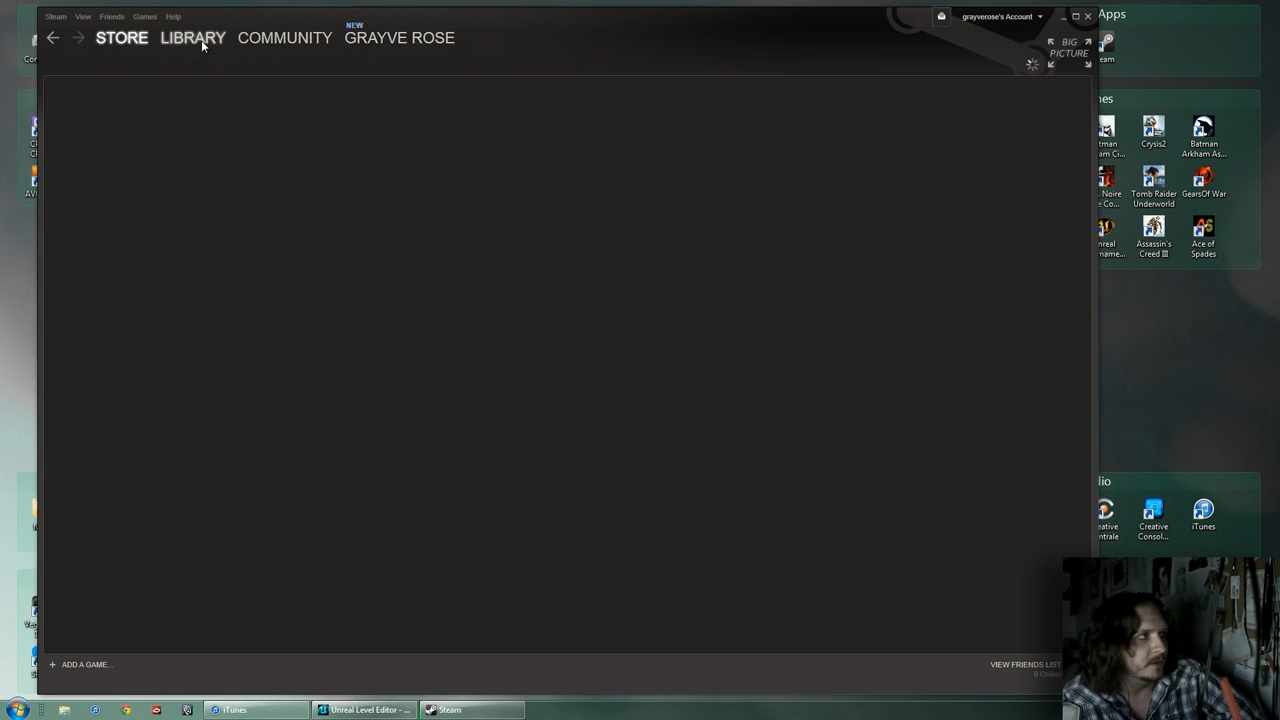 Steam View Friends Games Help
grayverose's Account
STORE LIBRARY COMMUNITY GRAYVE ROSE
NEW
BIG
PICTURE
Apps
Crysis2
Batman
Arkham As...
Tomb Raider
Underworld
GearsOf War
Assassin's
Creed III
Ace of
Spades
Creative
Consol...
iTunes
+ ADD A GAME...
VIEW FRIENDS LIST
0 Online
iTunes
Unreal Level Editor - ...
Steam